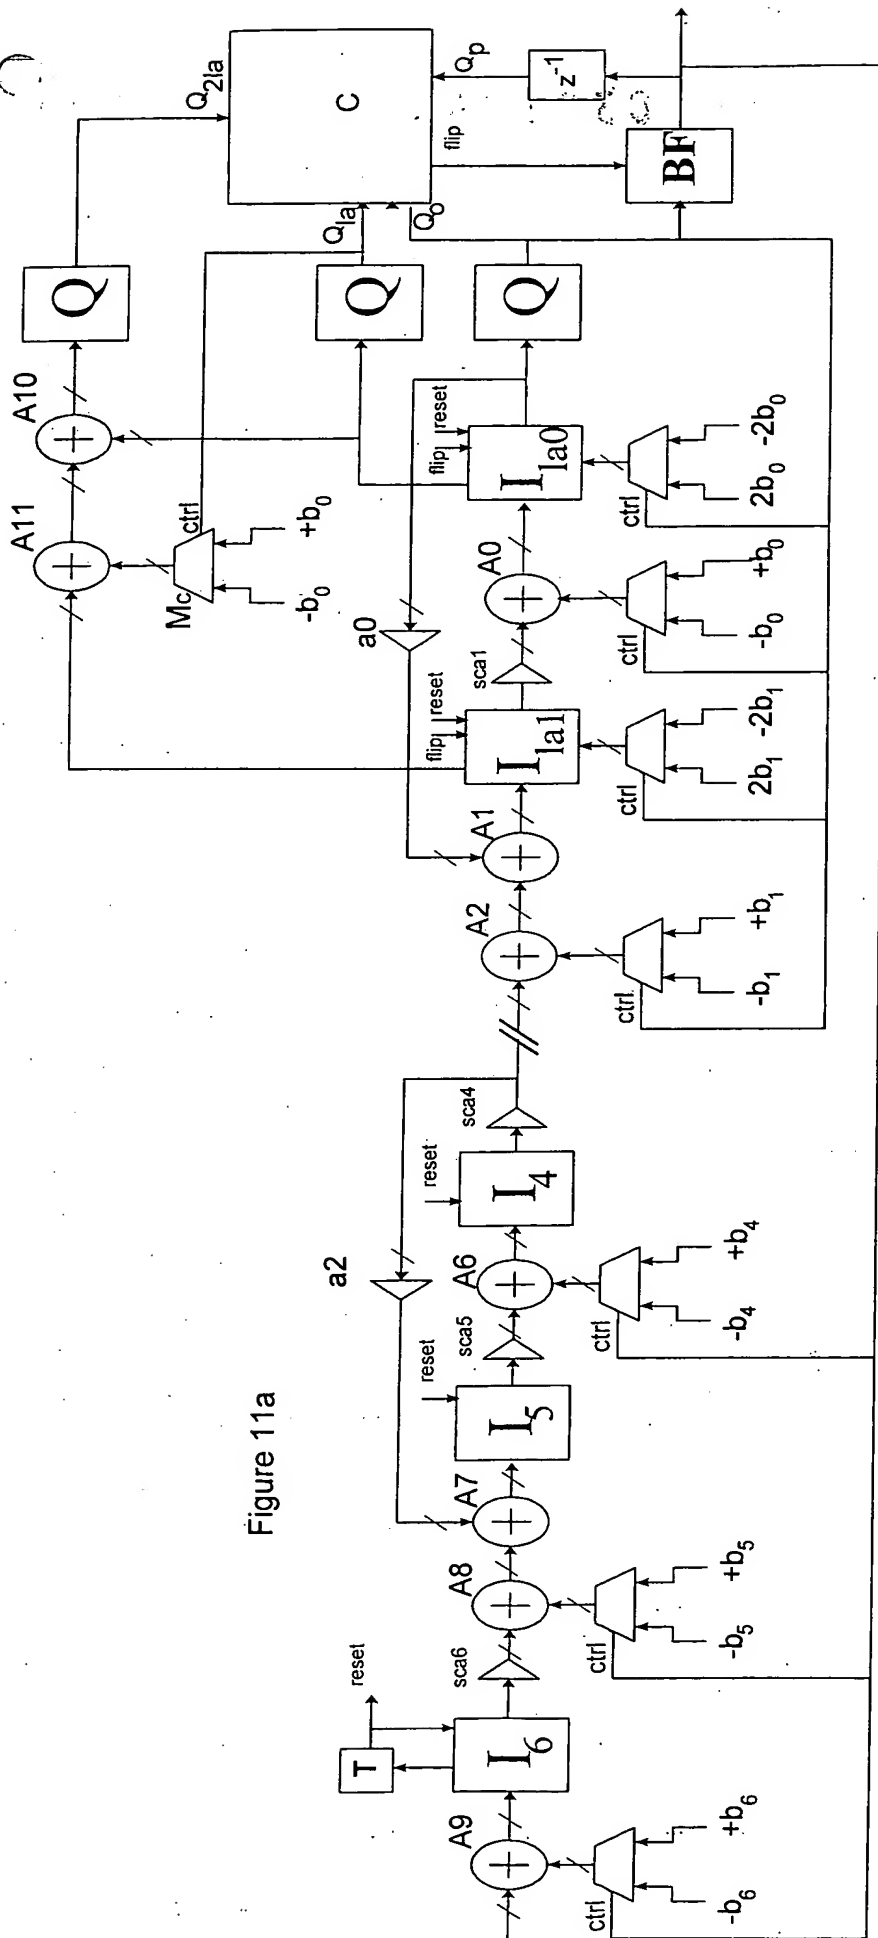 Figure 11a
A9
I6
T
reset
sca6
A8
A7
I5
reset
sca5
A6
I4
reset
sca4
a2
A2
A1
Ila1
flip
reset
sca1
A0
a0
Ila0
flip
reset
A11
A10
Mc
ctrl
-b0
+b0
Q
Q
Q
Q2la
Qla
Qo
C
Qp
flip
z-1
BF
ctrl
-b6
+b6
ctrl
-b5
+b5
ctrl
-b4
+b4
ctrl
-b1
+b1
ctrl
2b1
-2b1
ctrl
-b0
+b0
ctrl
2b0
-2b0